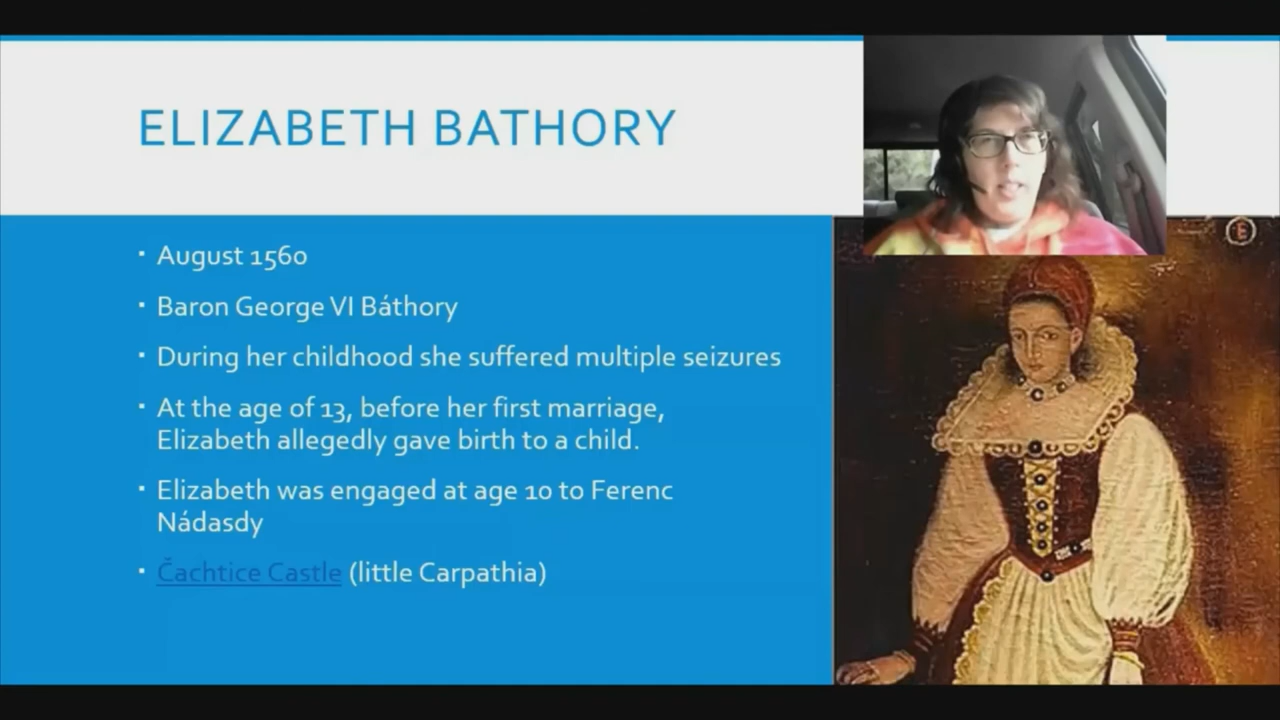 ELIZABETH BATHORY
▪ August 1560
▪ Baron George VI Báthory
▪ During her childhood she suffered multiple seizures
▪ At the age of 13, before her first marriage,
Elizabeth allegedly gave birth to a child.
▪ Elizabeth was engaged at age 10 to Ferenc
Nádasdy
▪ Čachtice Castle (little Carpathia)
E